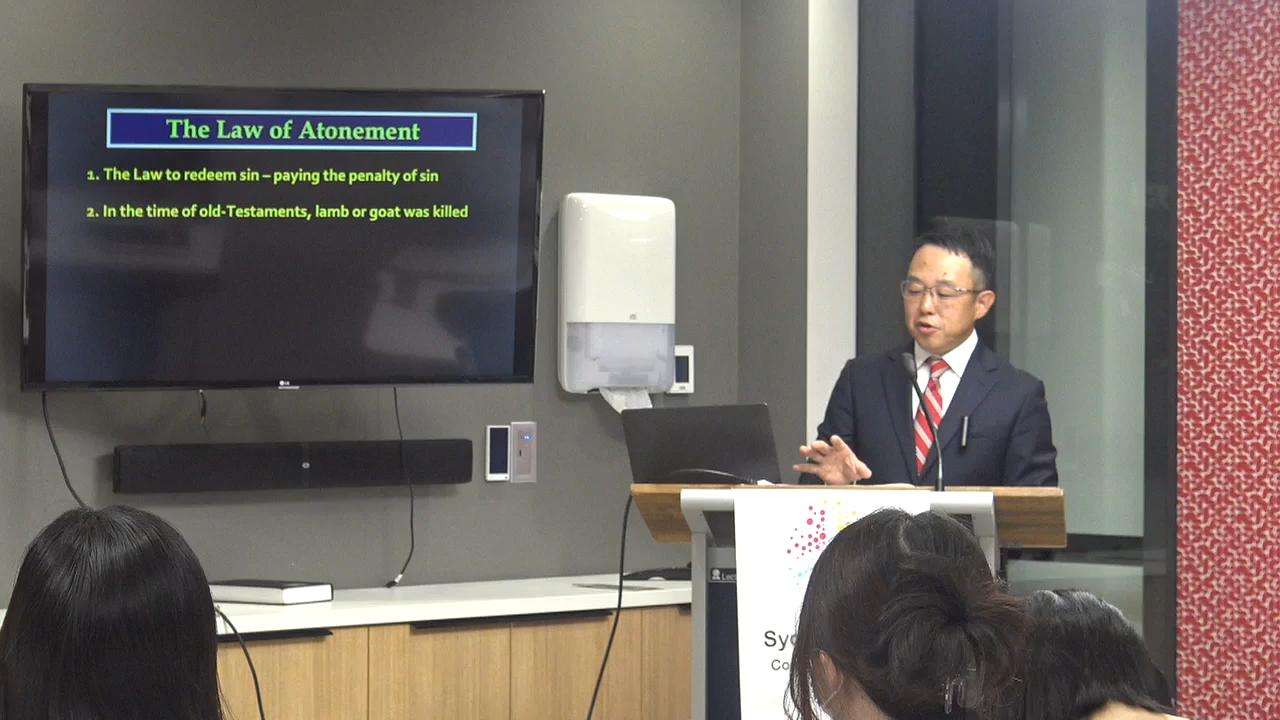 The Law of Atonement
1. The Law to redeem sin – paying the penalty of sin
2. In the time of old-Testaments, lamb or goat was killed
LG
Lect
Syd
Co